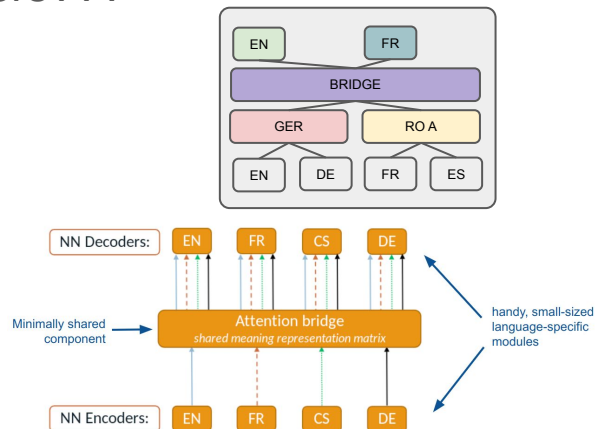 EN FR
BRIDGE
GER RO A
EN DE FR ES
NN Decoders: EN FR CS DE
Minimally shared
component
Attention bridge
shared meaning representation matrix
handy, small-sized
language-specific
modules
NN Encoders: EN FR CS DE